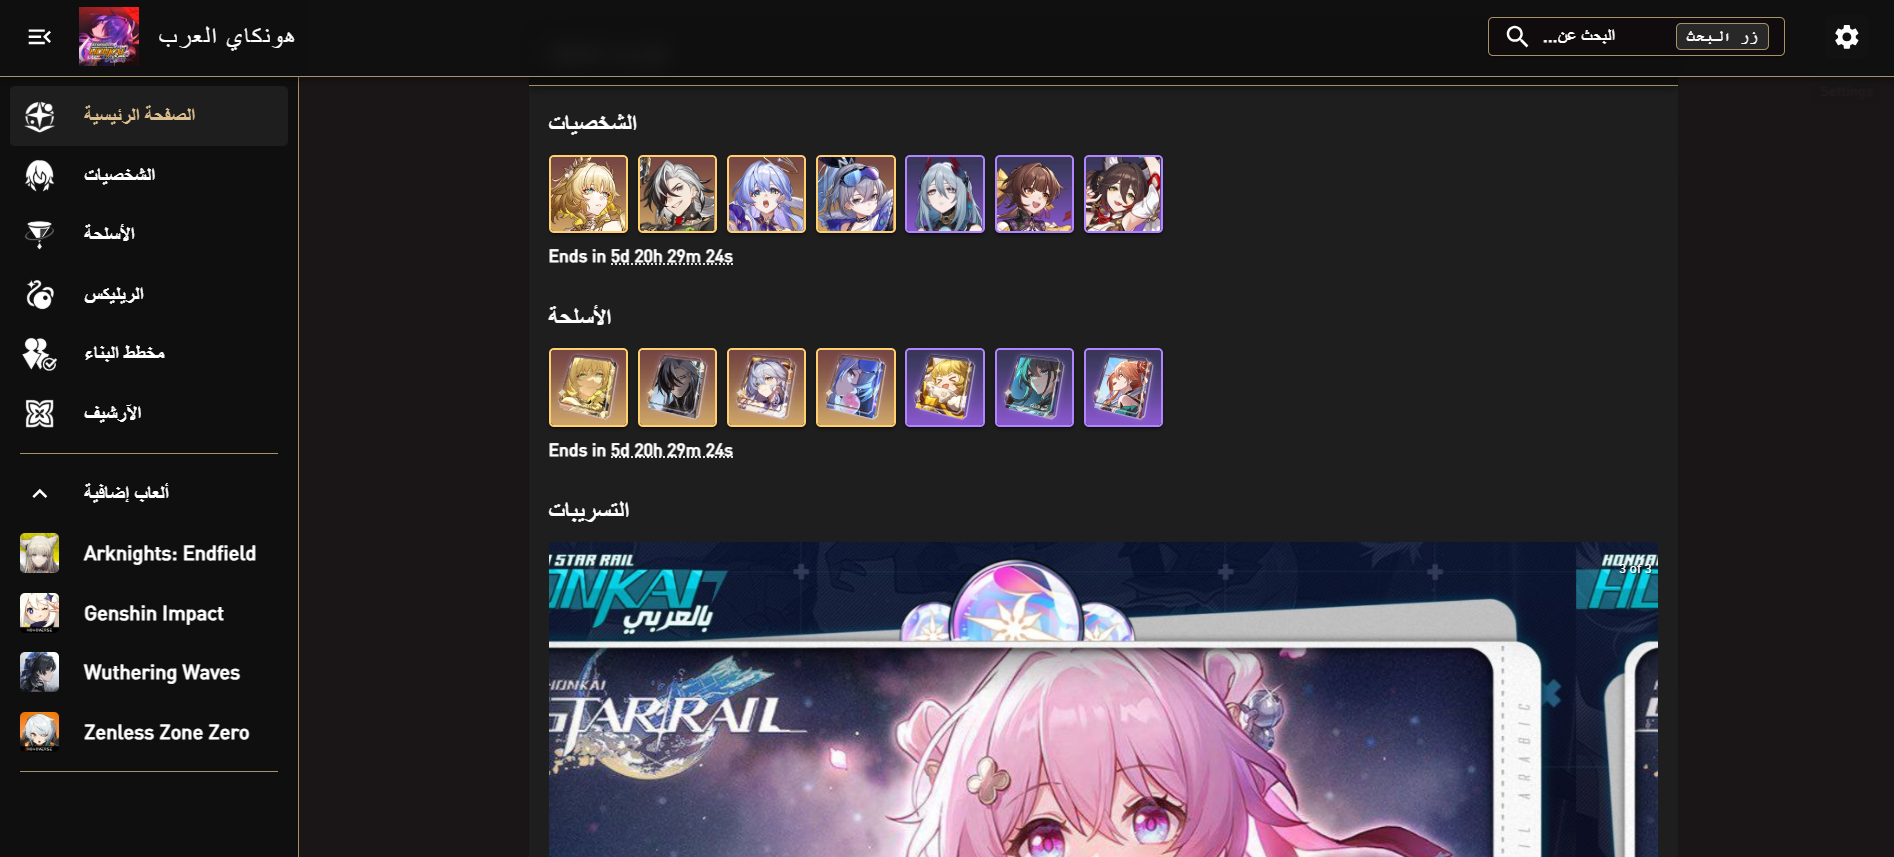 هونكاي العرب
البحث عن...
زر البحث
الصفحة الرئيسية
الشخصيات
الأسلحة
الريليكس
مخطط البناء
الآرشيف
ألعاب إضافية
Arknights: Endfield
Genshin Impact
Wuthering Waves
Zenless Zone Zero
Settings
الشخصيات
Ends in 5d 20h 29m 24s
الأسلحة
Ends in 5d 20h 29m 24s
التسريبات
STAR RAIL
HONKAI
بالعربي
3 of 3
HONKAI
STAR RAIL